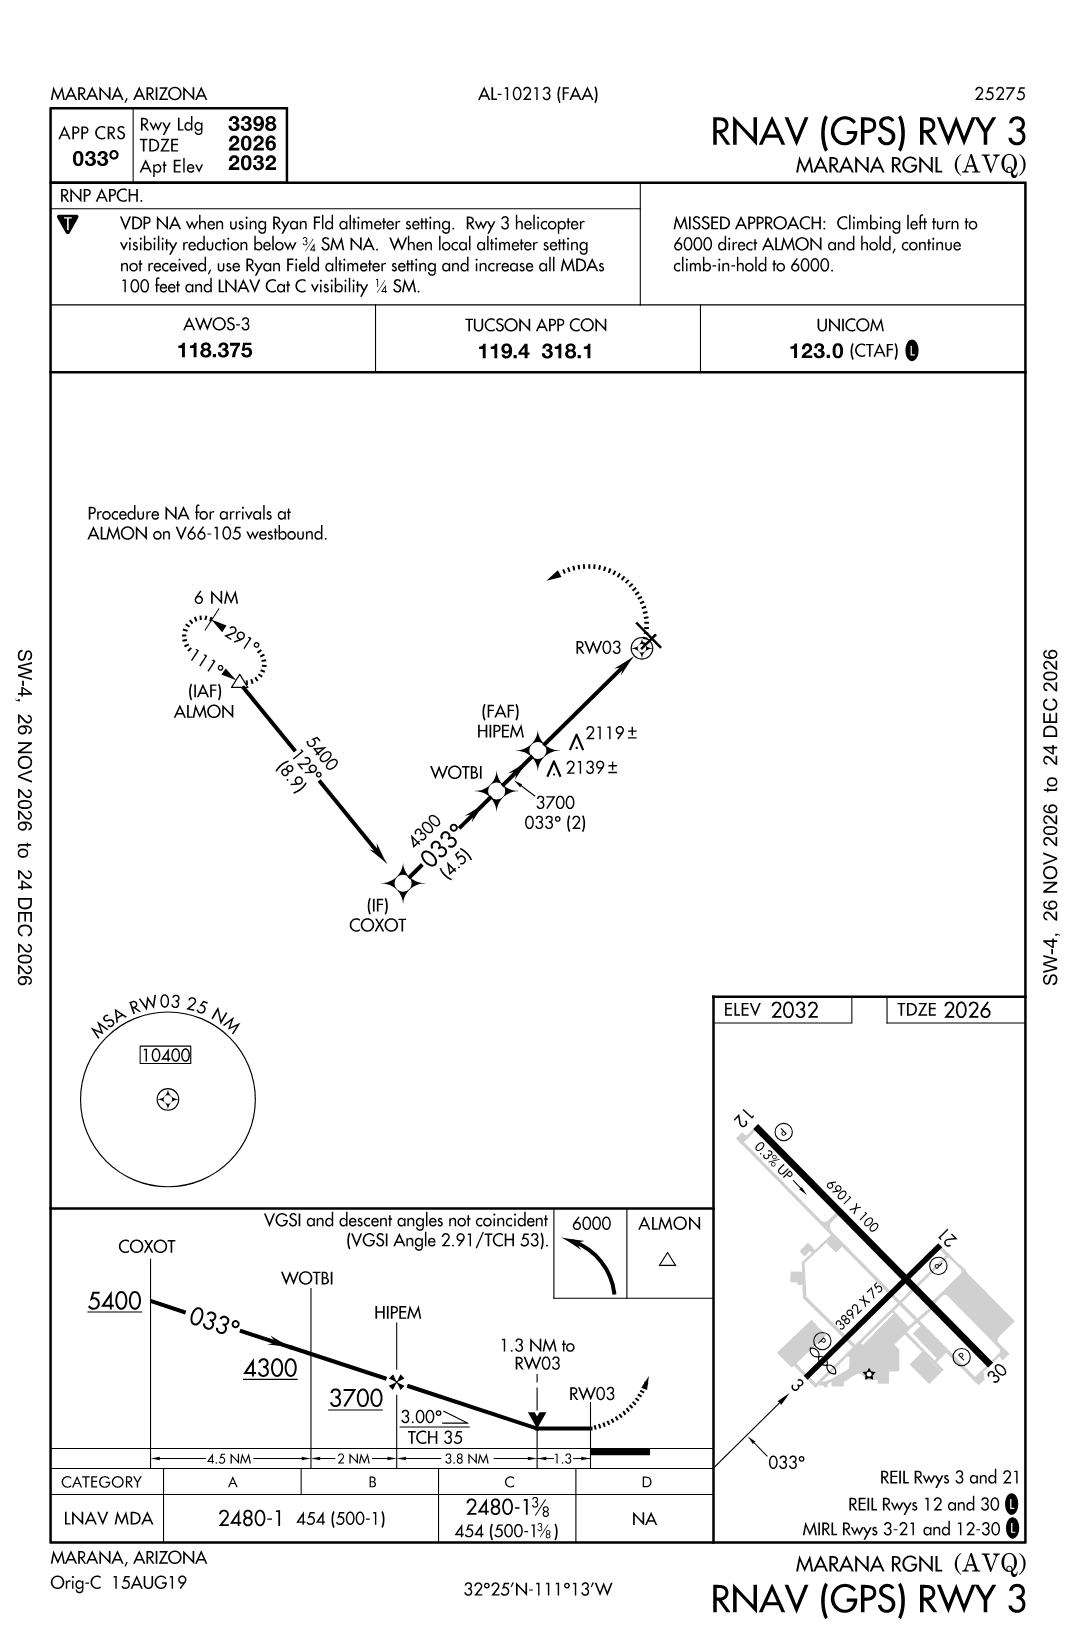 MARANA, ARIZONA
AL-10213 (FAA)
25275
APP CRS
033°
Rwy Ldg 3398
TDZE 2026
Apt Elev 2032
RNAV (GPS) RWY 3
MARANA RGNL (AVQ)
RNP APCH.
T
VDP NA when using Ryan Fld altimeter setting. Rwy 3 helicopter
visibility reduction below ¾ SM NA. When local altimeter setting
not received, use Ryan Field altimeter setting and increase all MDAs
100 feet and LNAV Cat C visibility ¼ SM.
MISSED APPROACH: Climbing left turn to
6000 direct ALMON and hold, continue
climb-in-hold to 6000.
AWOS-3
118.375
TUCSON APP CON
119.4 318.1
UNICOM
123.0 (CTAF) L
Procedure NA for arrivals at
ALMON on V66-105 westbound.
6 NM
291°
111°
(IAF)
ALMON
5400
129°
(8.9)
RW03
(FAF)
HIPEM
2119±
WOTBI
2139±
3700
033° (2)
4300
033°
(4.5)
(IF)
COXOT
SW-4, 26 NOV 2026 to 24 DEC 2026
SW-4, 26 NOV 2026 to 24 DEC 2026
MSA RW03 25 NM
10400
ELEV 2032
TDZE 2026
12
P
0.3% UP
6901 X 100
21
P
3892 X 75
P
P
3
30
033°
REIL Rwys 3 and 21
REIL Rwys 12 and 30 L
MIRL Rwys 3-21 and 12-30 L
VGSI and descent angles not coincident
(VGSI Angle 2.91/TCH 53).
6000
ALMON
COXOT
WOTBI
HIPEM
5400
033°
4300
3700
1.3 NM to
RW03
RW03
3.00°
TCH 35
4.5 NM
2 NM
3.8 NM
1.3
CATEGORY
A
B
C
D
LNAV MDA
2480-1 454 (500-1)
2480-1⅜
454 (500-1⅜)
NA
MARANA, ARIZONA
Orig-C 15AUG19
32°25'N-111°13'W
MARANA RGNL (AVQ)
RNAV (GPS) RWY 3